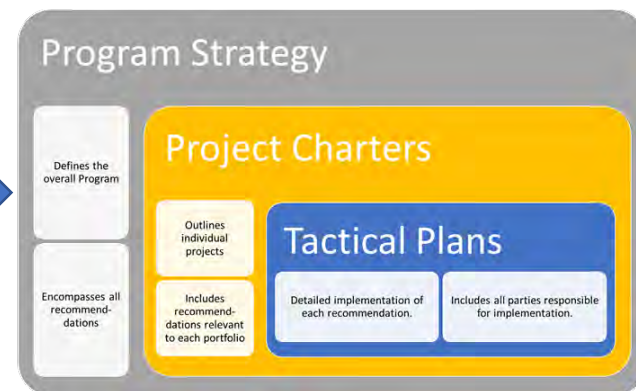 Program Strategy
Defines the
overall Program
Encompasses all
recommend-
dations
Project Charters
Outlines
individual
projects
Includes
recommend-
dations relevant
to each portfolio
Tactical Plans
Detailed implementation of
each recommendation.
Includes all parties responsible
for implementation.